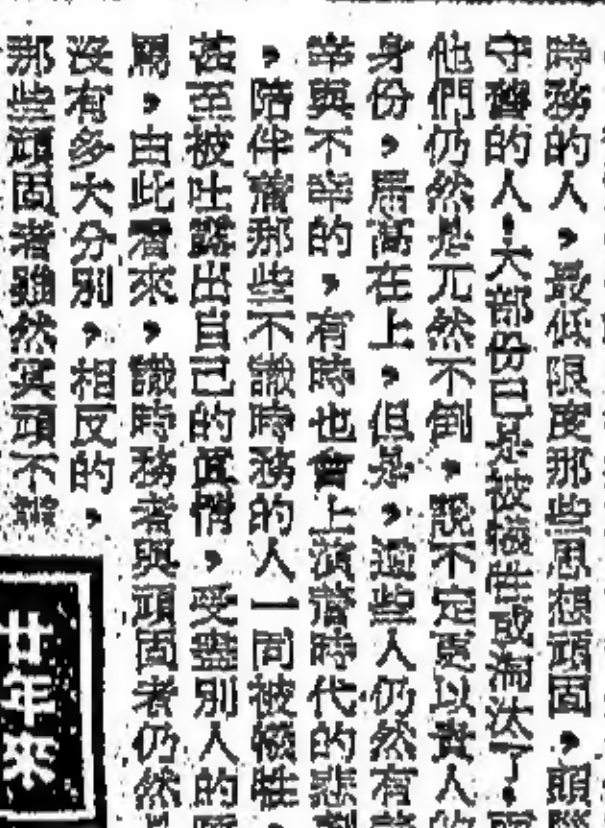 時務的人，最低限度那些思想頑固，頭
守舊的人，大部份已是被犧牲或淘汰了，
他們仍然是兀然不倒，說不定更以貴人的
身份，居高在上，但是，這些人仍然有
幸與不幸的，有時也會上演着時代的悲劇
，陪伴着那些不識時務的人一同被犧牲，
甚至被吐露出自己的眞情，受盡別人的
罵，由此看來，識時務者與頑固者仍然
沒有多大分別，相反的，
那些頑固者雖然冥頑不
廿年來